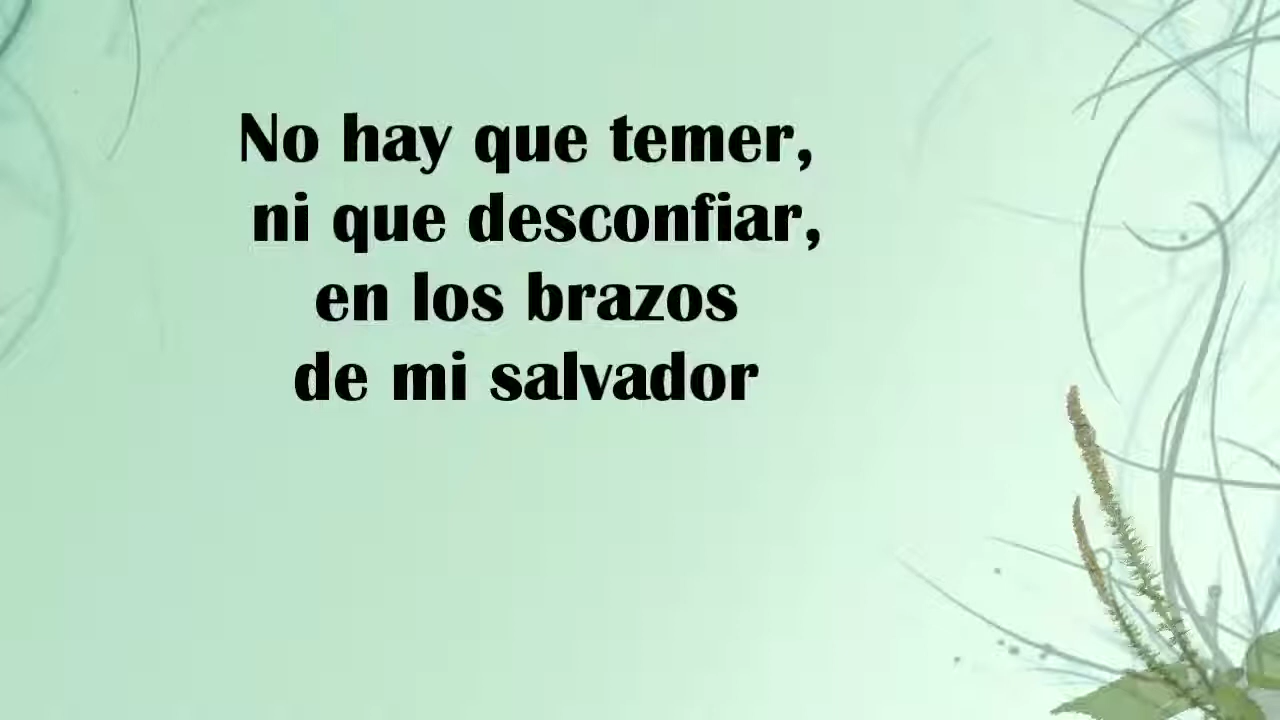 No hay que temer,
ni que desconfiar,
en los brazos
de mi salvador